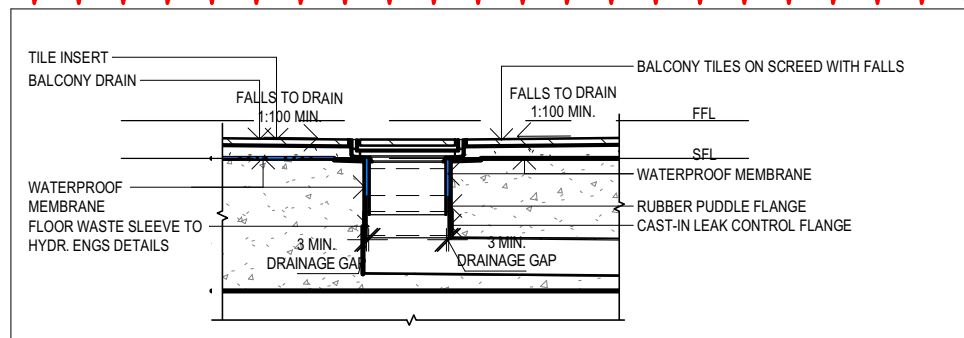 TILE INSERT
BALCONY DRAIN
FALLS TO DRAIN
1:100 MIN.
FALLS TO DRAIN
1:100 MIN.
BALCONY TILES ON SCREED WITH FALLS
FFL
SFL
WATERPROOF
MEMBRANE
FLOOR WASTE SLEEVE TO
HYDR. ENGS DETAILS
3 MIN.
DRAINAGE GAP
3 MIN.
DRAINAGE GAP
WATERPROOF MEMBRANE
RUBBER PUDDLE FLANGE
CAST-IN LEAK CONTROL FLANGE